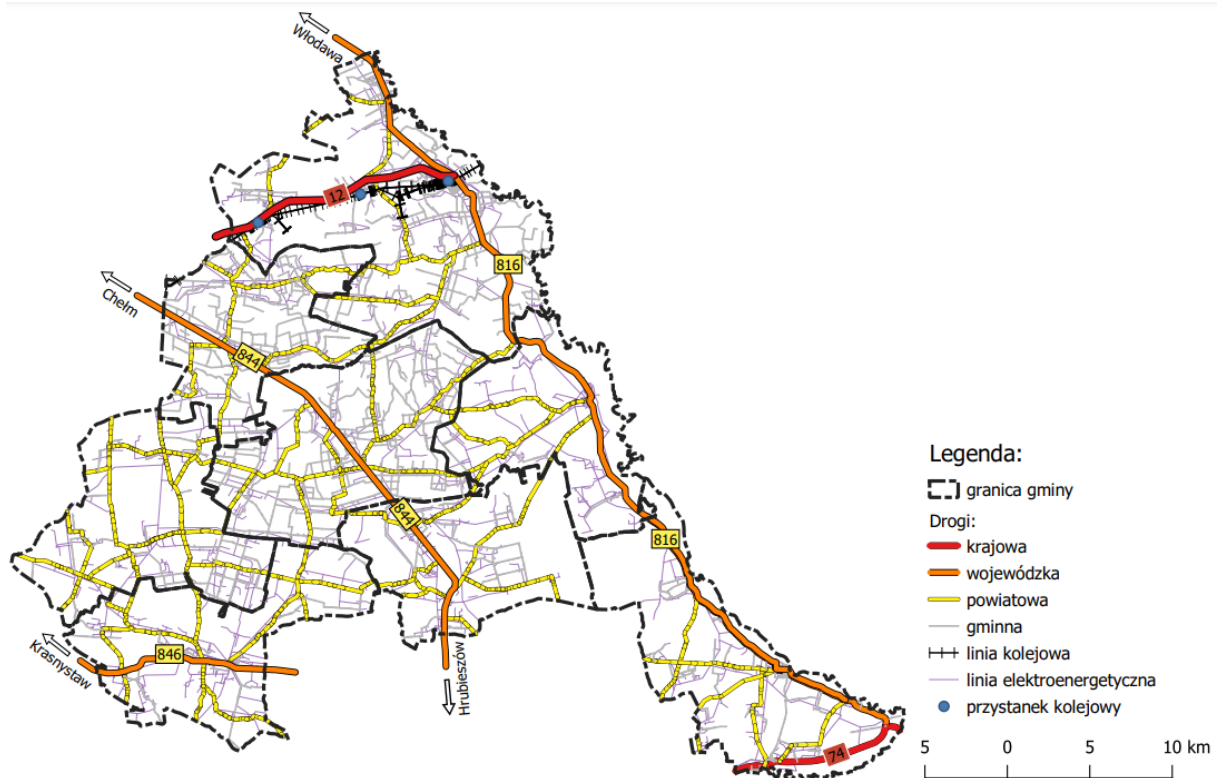 Włodawa
12
816
Chełm
844
844
816
Krasnystaw
846
Hrubieszów
74
Legenda:
granica gminy
Drogi:
krajowa
wojewódzka
powiatowa
gminna
linia kolejowa
linia elektroenergetyczna
przystanek kolejowy
5 0 5 10 km